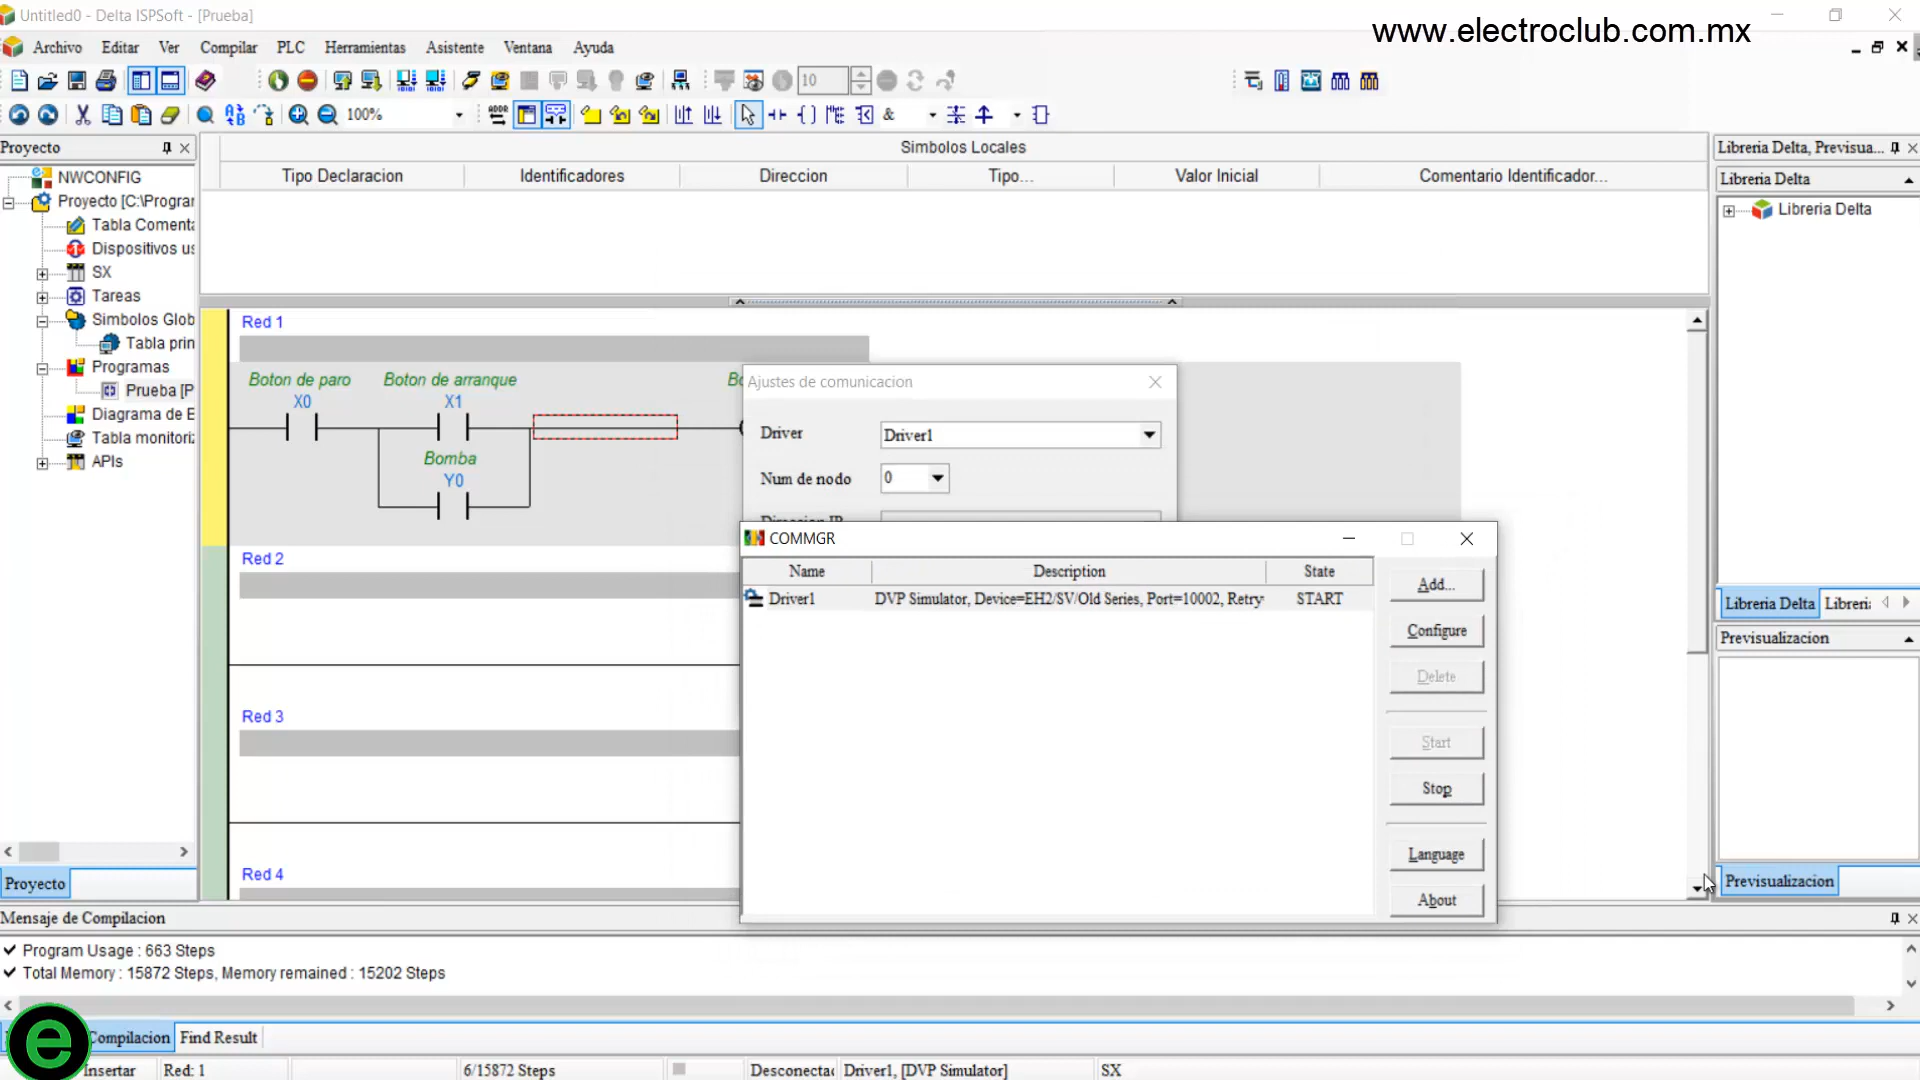 Untitled0 - Delta ISPSoft - [Prueba]
www.electroclub.com.mx
Archivo Editar Ver Compilar PLC Herramientas Asistente Ventana Ayuda
10
100%
&
Proyecto
Simbolos Locales
Libreria Delta, Previsua...
Tipo Declaracion Identificadores Direccion Tipo... Valor Inicial Comentario Identificador...
Libreria Delta
Libreria Delta
NWCONFIG
Proyecto [C:\Prograr
Tabla Comenta
Dispositivos us
SX
Tareas
Simbolos Glob
Tabla prin
Programas
Prueba [P
Diagrama de E
Tabla monitoriz
APIs
Red 1
Boton de paro Boton de arranque Bo
X0 X1
Bomba
Y0
Red 2
Red 3
Red 4
Ajustes de comunicacion
Driver Driver1
Num de nodo 0
Direccion IP
COMMGR
Name Description State
Driver1 DVP Simulator, Device=EH2/SV/Old Series, Port=10002, Retry START
Add...
Configure
Delete
Start
Stop
Language
About
Libreria Delta Libreri
Previsualizacion
Previsualizacion
Proyecto
Mensaje de Compilacion
Program Usage : 663 Steps
Total Memory : 15872 Steps, Memory remained : 15202 Steps
e
Compilacion Find Result
Insertar Red: 1 6/15872 Steps Desconecta Driver1, [DVP Simulator] SX